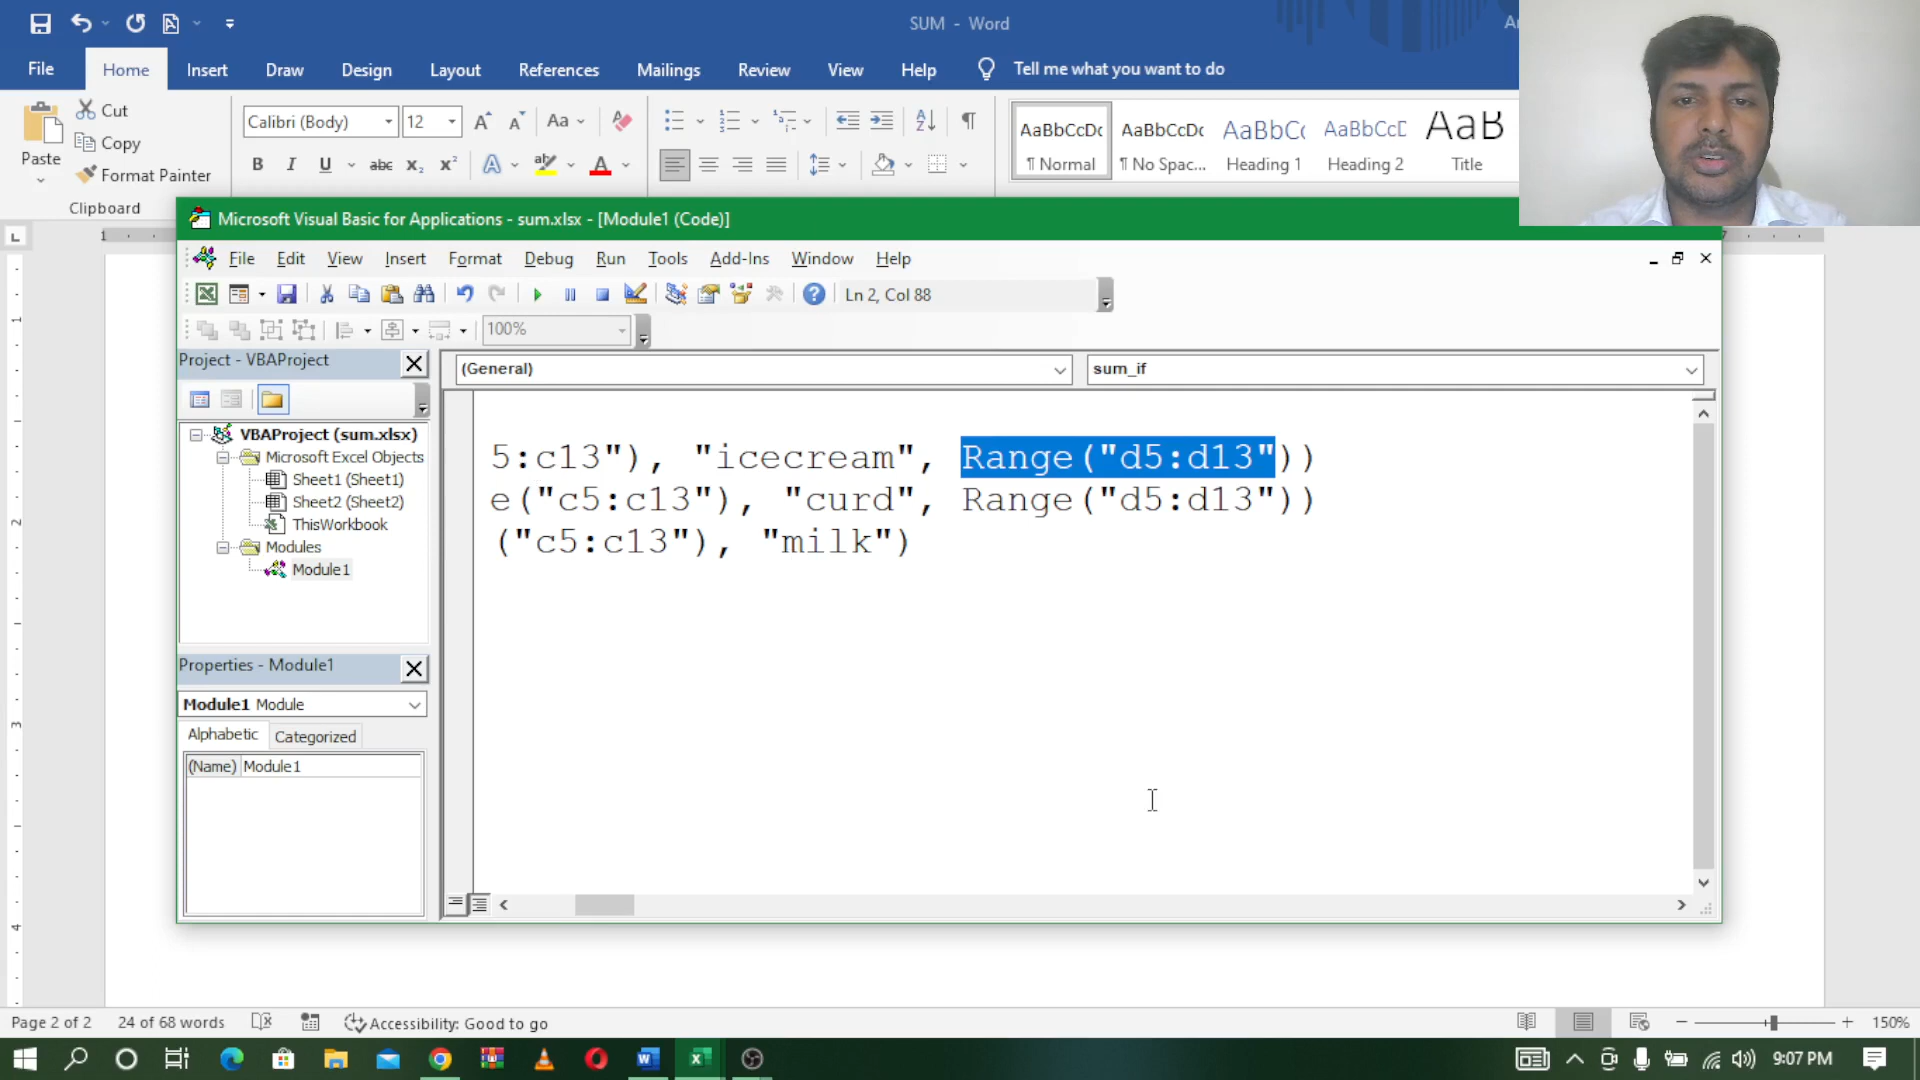 SUM - Word
File Home Insert Draw Design Layout References Mailings Review View Help Tell me what you want to do
Cut
Copy
Paste
Format Painter
Clipboard
Calibri (Body) 12
Aa
B I U abc x₂ x²
AaBbCcDc AaBbCcDc AaBbCc AaBbCcD AaB
¶ Normal ¶ No Spac... Heading 1 Heading 2 Title
Microsoft Visual Basic for Applications - sum.xlsx - [Module1 (Code)]
File Edit View Insert Format Debug Run Tools Add-Ins Window Help
Ln 2, Col 88
100%
Project - VBAProject
(General)
sum_if
VBAProject (sum.xlsx)
Microsoft Excel Objects
Sheet1 (Sheet1)
Sheet2 (Sheet2)
ThisWorkbook
Modules
Module1
5:c13"), "icecream", Range("d5:d13"))
e("c5:c13"), "curd", Range("d5:d13"))
("c5:c13"), "milk")
Properties - Module1
Module1 Module
Alphabetic Categorized
(Name) Module1
Page 2 of 2 24 of 68 words Accessibility: Good to go 150%
9:07 PM